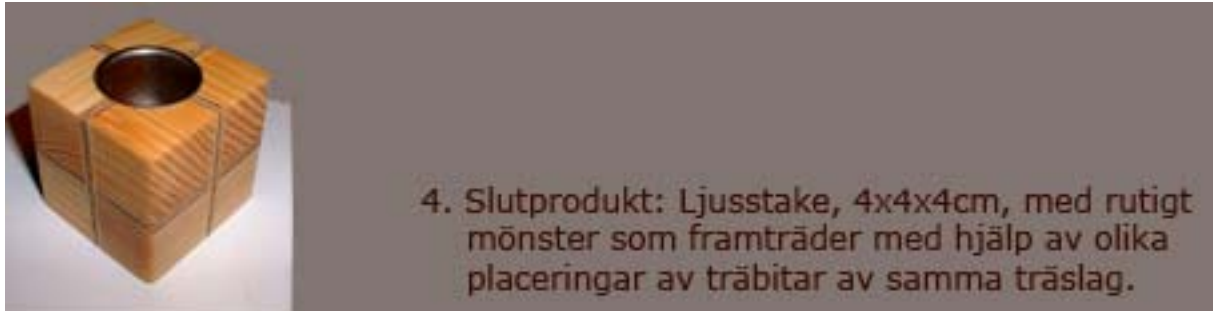 4. Slutprodukt: Ljusstake, 4x4x4cm, med rutigt
mönster som framträder med hjälp av olika
placeringar av träbitar av samma träslag.